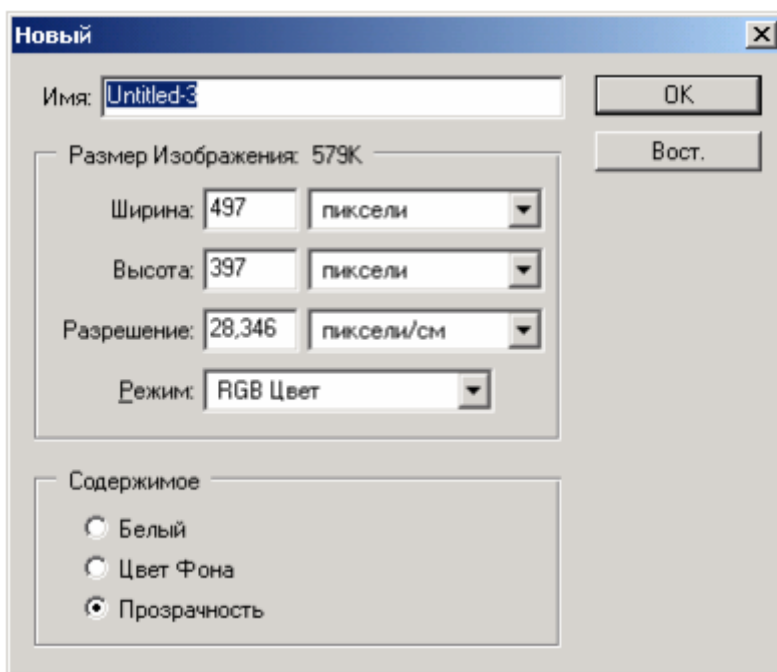 Новый
Имя: Untitled-3
OK
Размер Изображения: 579K
Вост.
Ширина: 497 пиксели
Высота: 397 пиксели
Разрешение: 28,346 пиксели/см
Режим: RGB Цвет
Содержимое
Белый
Цвет Фона
Прозрачность